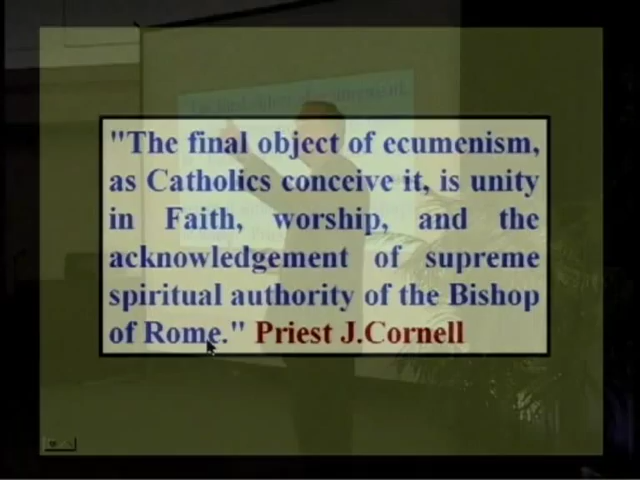 "The final object of ecumenism,
as Catholics conceive it, is unity
in Faith, worship, and the
acknowledgement of supreme
spiritual authority of the Bishop
of Rome." Priest J.Cornell